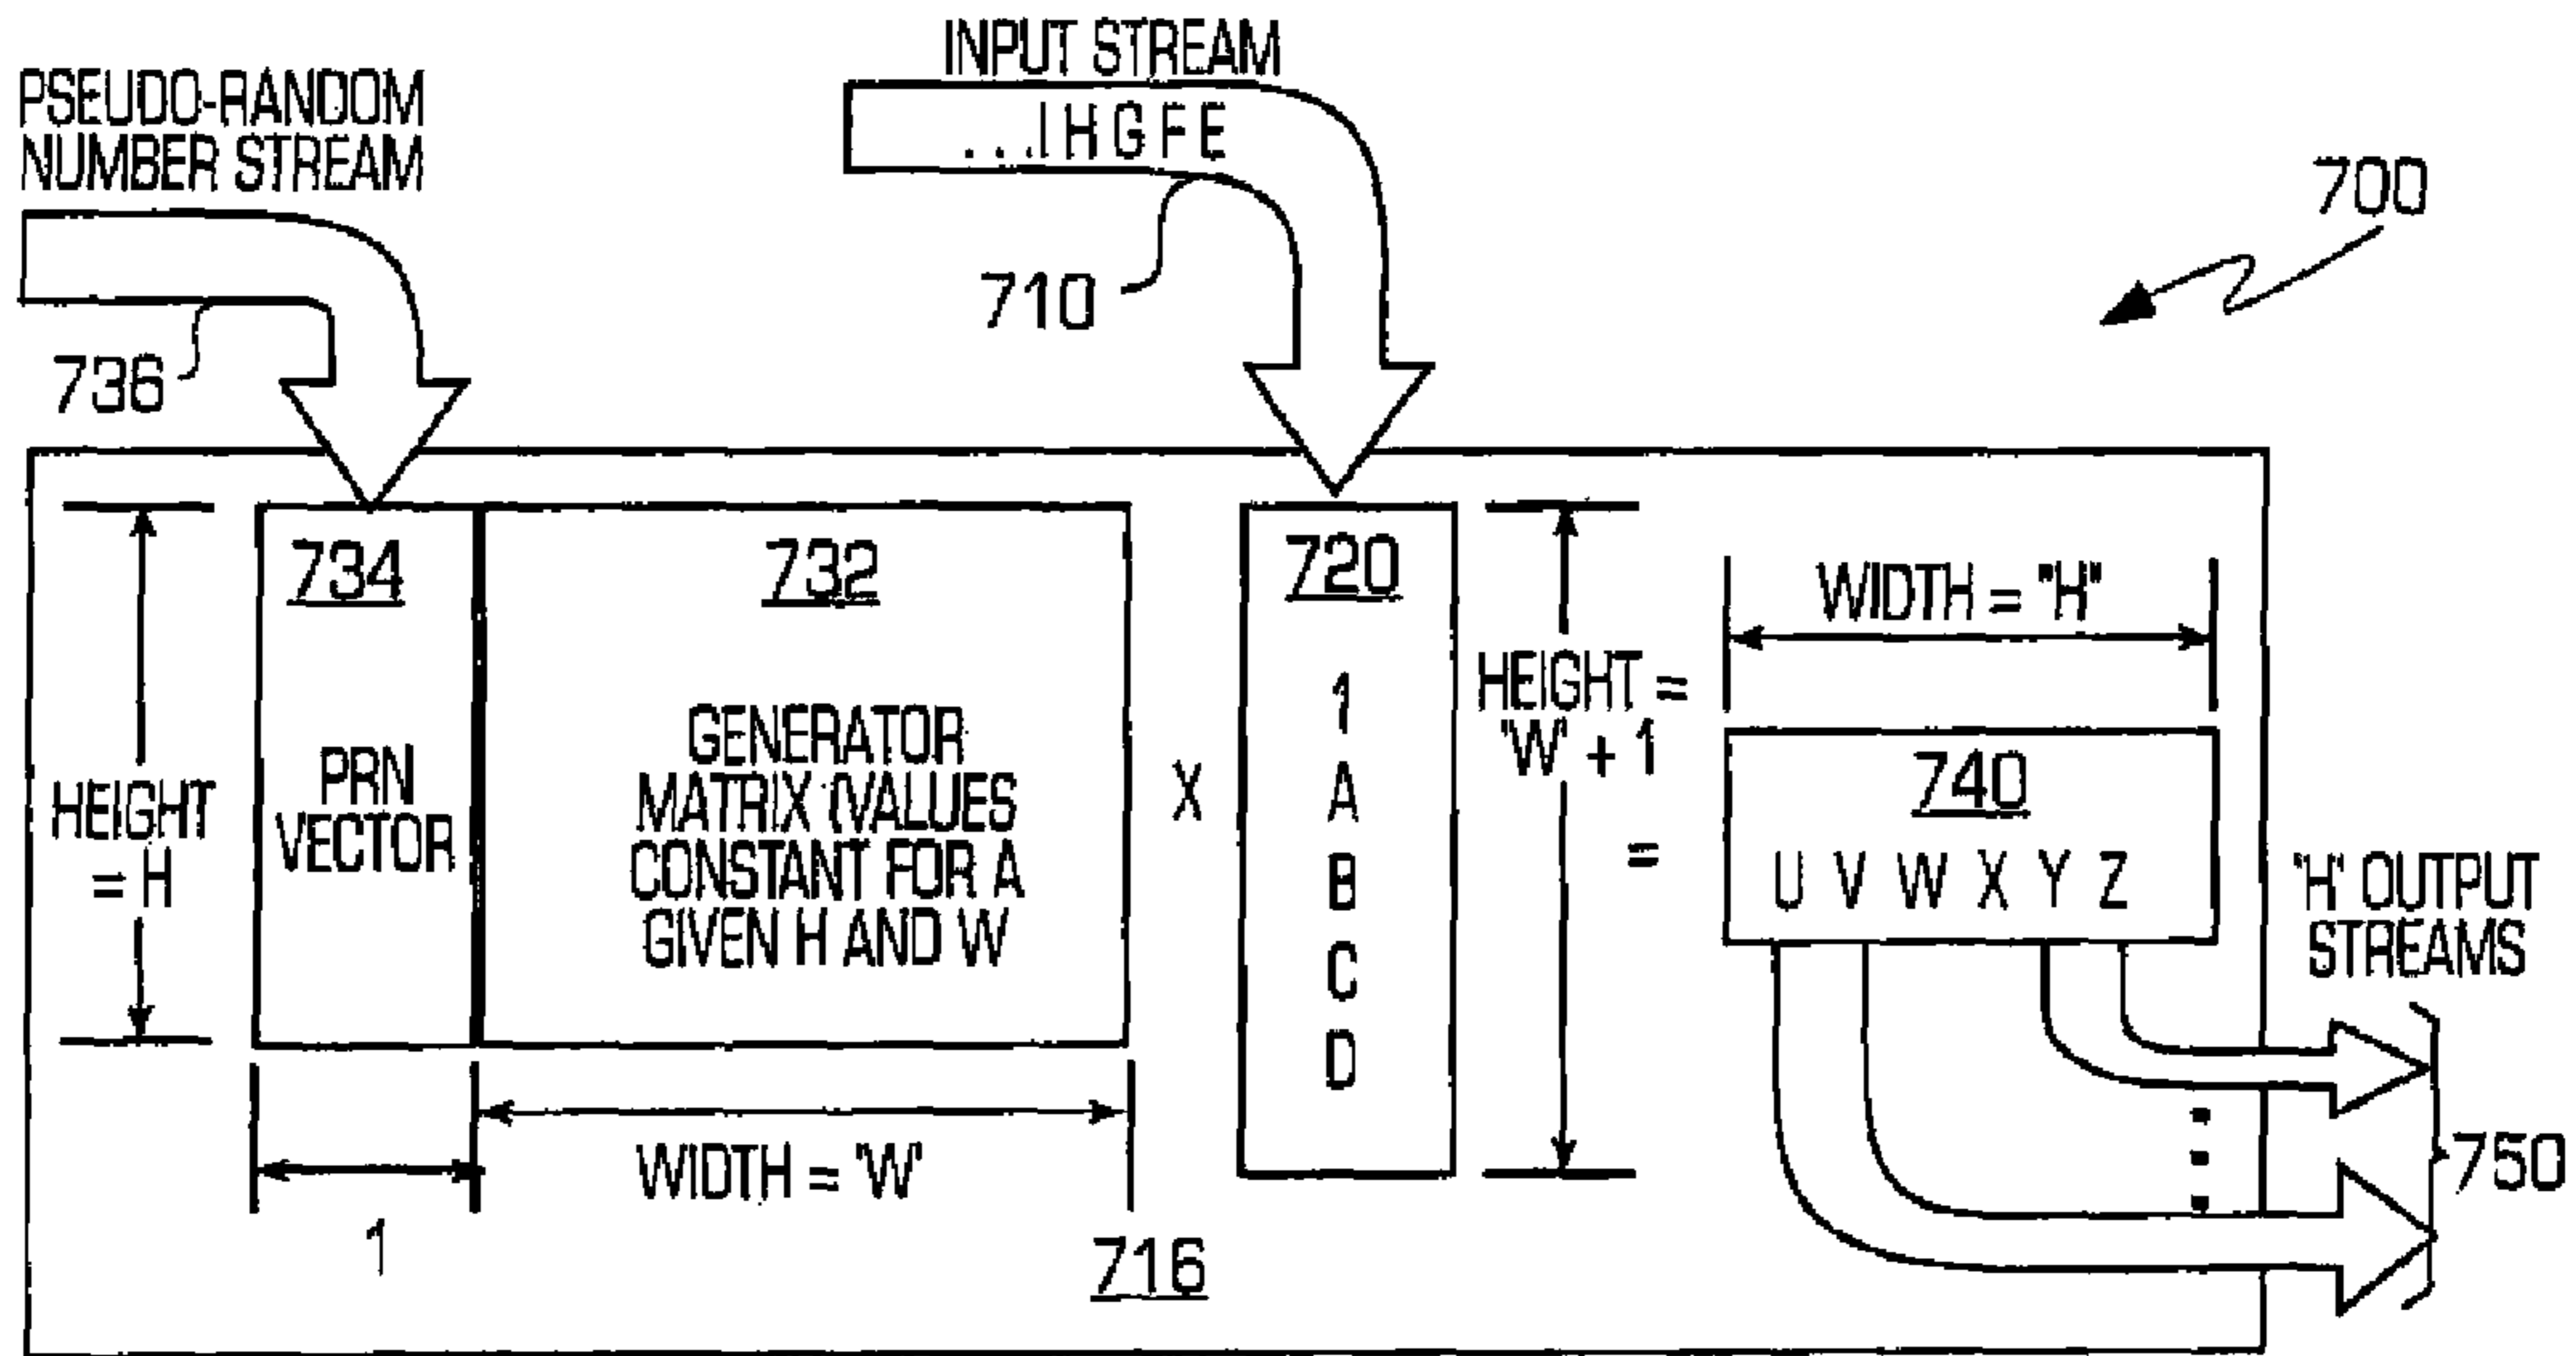 PSEUDO-RANDOM
NUMBER STREAM
736
INPUT STREAM
...I H G F E
710
700
HEIGHT
= H
734
PRN
VECTOR
1
732
GENERATOR
MATRIX (VALUES
CONSTANT FOR A
GIVEN H AND W
WIDTH = 'W'
716
X
720
1
A
B
C
D
HEIGHT =
'W' + 1
=
WIDTH = "H"
740
U V W X Y Z
'H' OUTPUT
STREAMS
750